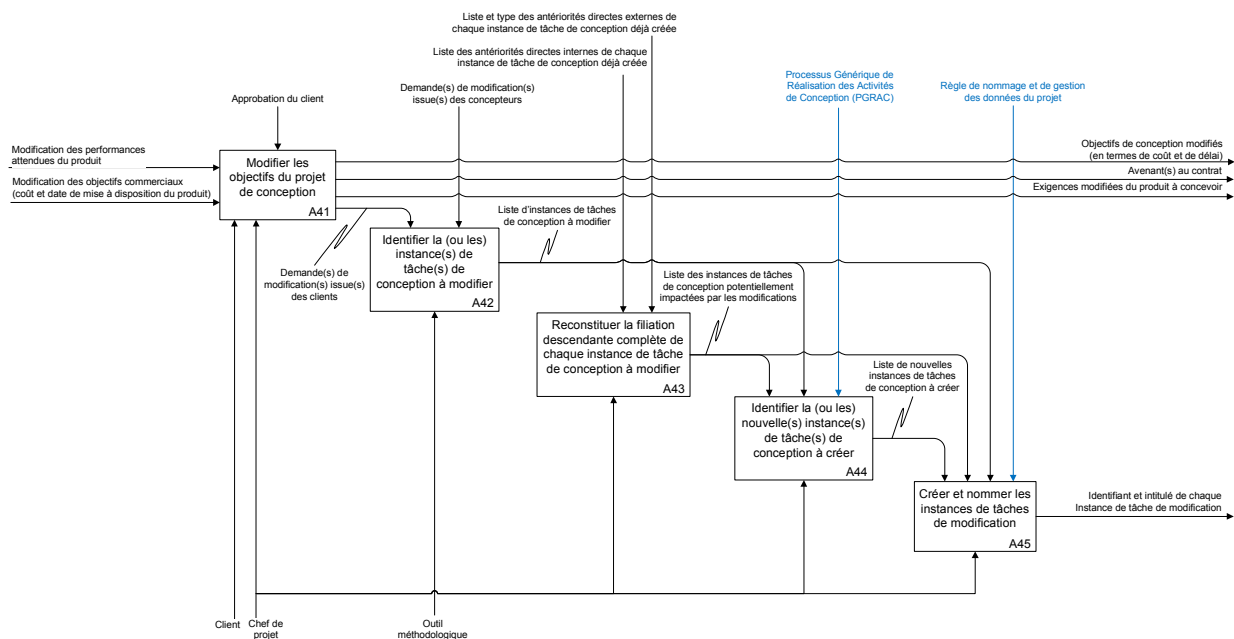 Liste et type des antériorités directes externes de
chaque instance de tâche de conception déjà créée
Liste des antériorités directes internes de chaque
instance de tâche de conception déjà créée
Processus Générique de
Réalisation des Activités
de Conception (PGRAC)
Règle de nommage et de gestion
des données du projet
Demande(s) de modification(s)
issue(s) des concepteurs
Approbation du client
Modification des performances
attendues du produit
Modification des objectifs commerciaux
(coût et date de mise à disposition du produit)
Modifier les
objectifs du projet
de conception
A41
Objectifs de conception modifiés
(en termes de coût et de délai)
Avenant(s) au contrat
Exigences modifiées du produit à concevoir
Demande(s) de
modification(s) issue(s)
des clients
Identifier la (ou les)
instance(s) de
tâche(s) de
conception à modifier
A42
Liste d'instances de tâches
de conception à modifier
Liste des instances de tâches
de conception potentiellement
impactées par les modifications
Reconstituer la filiation
descendante complète de
chaque instance de tâche
de conception à modifier
A43
Liste de nouvelles
instances de tâches
de conception à créer
Identifier la (ou les)
nouvelle(s) instance(s)
de tâche(s) de
conception à créer
A44
Créer et nommer les
instances de tâches
de modification
A45
Identifiant et intitulé de chaque
Instance de tâche de modification
Client
Chef de
projet
Outil
méthodologique